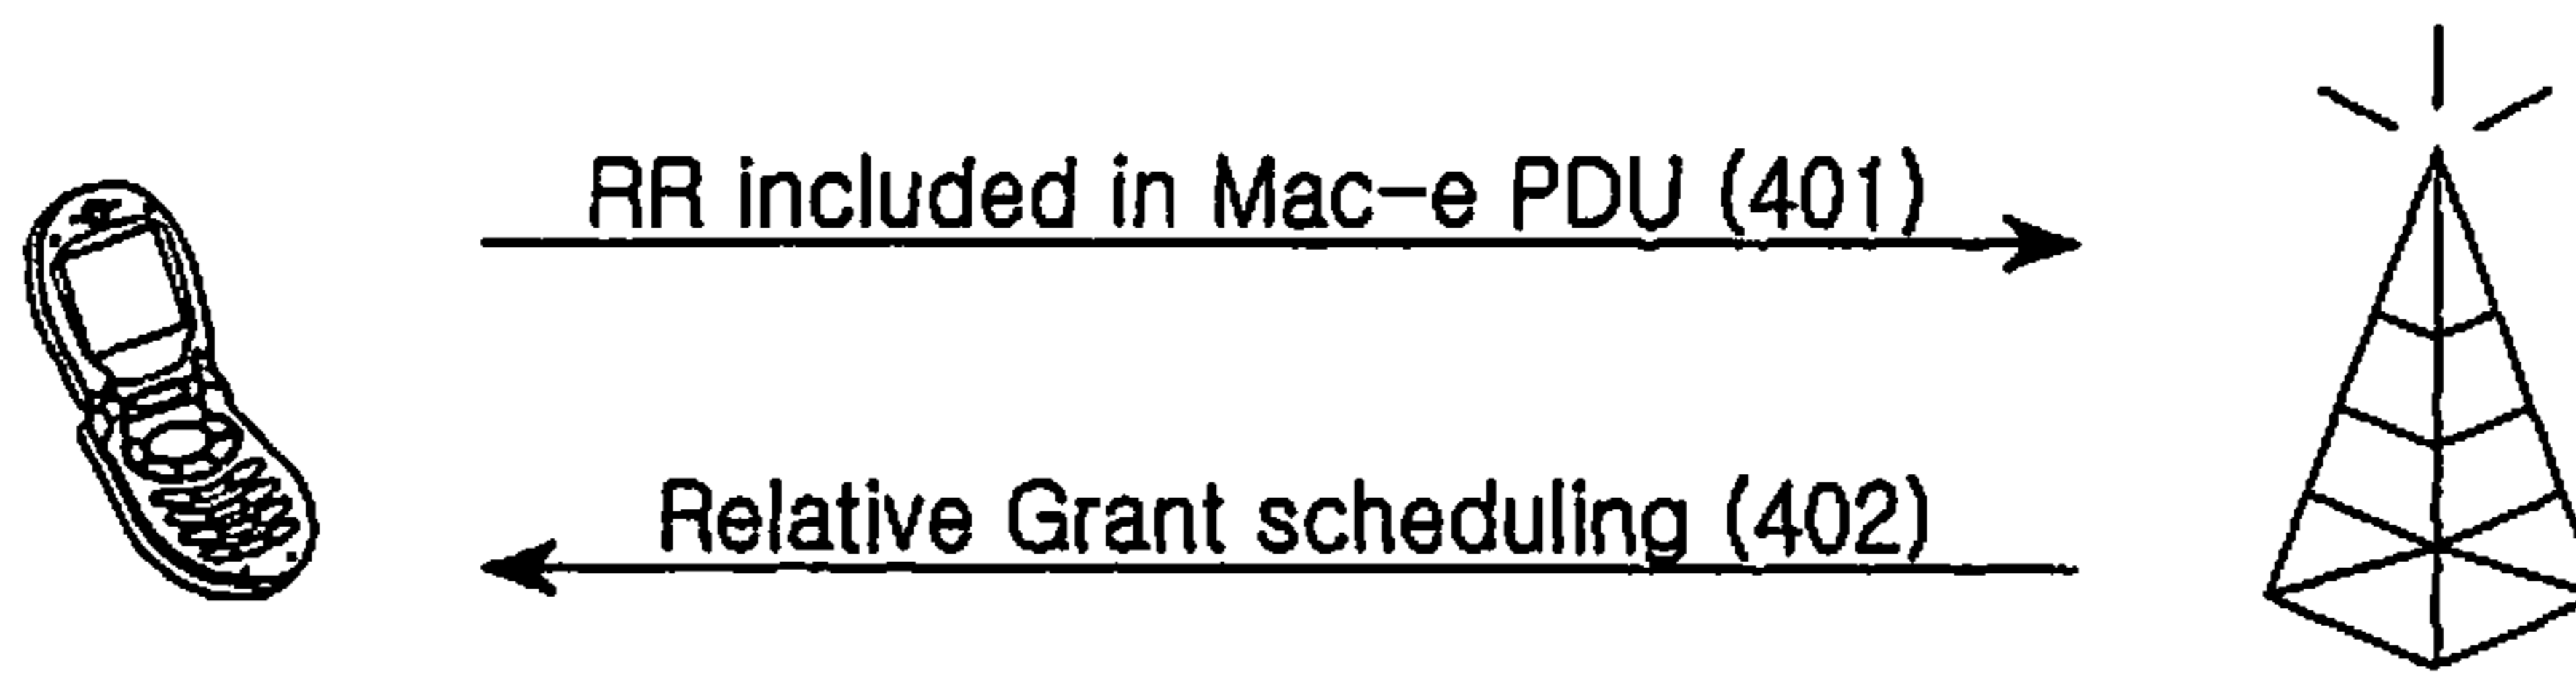 RR included in Mac-e PDU (401)
Relative Grant scheduling (402)